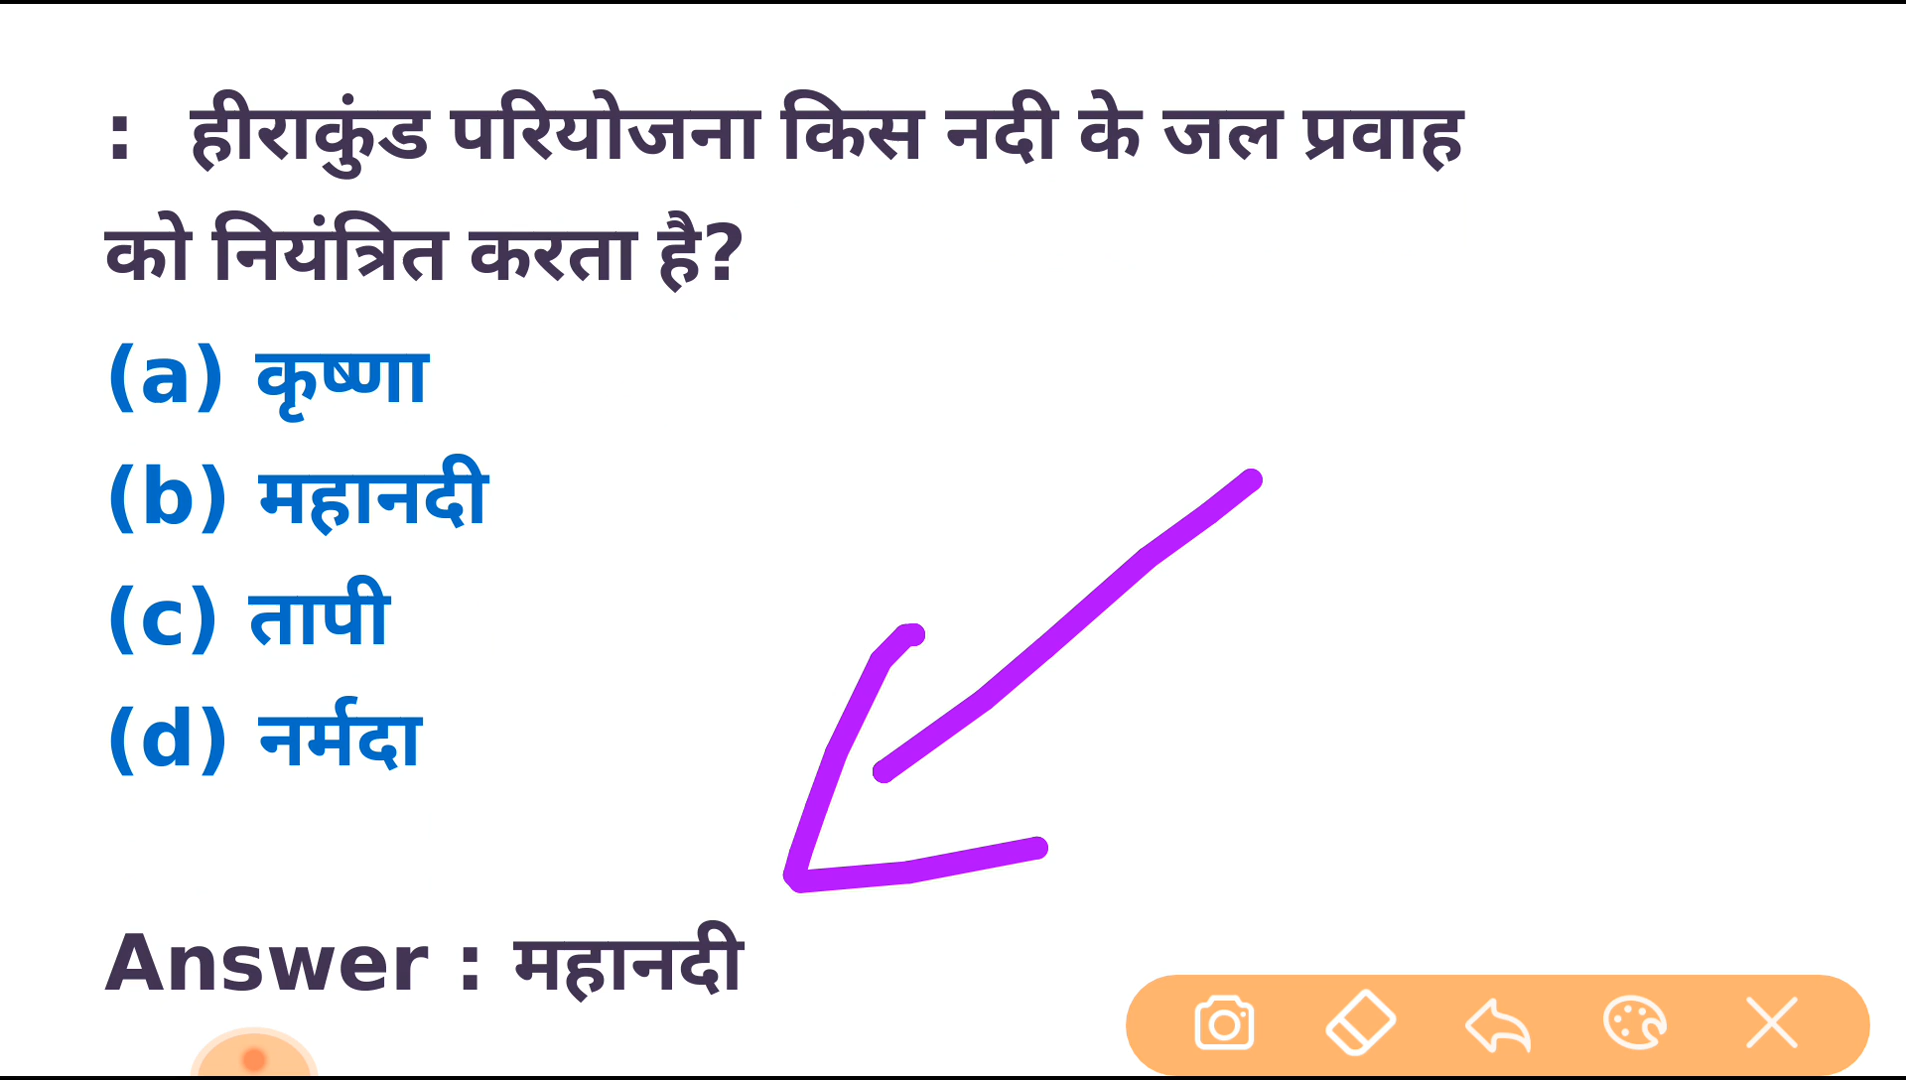 : हीराकुंड परियोजना किस नदी के जल प्रवाह
को नियंत्रित करता है?
(a) कृष्णा
(b) महानदी
(c) तापी
(d) नर्मदा
Answer : महानदी